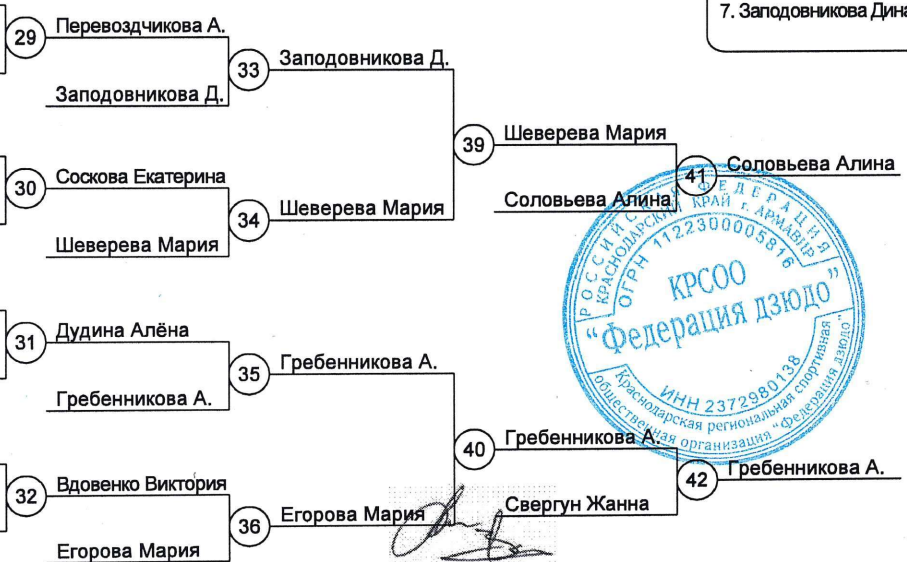 7. Заподовникова Дина
29 Перевоздчикова А.
33 Заподовникова Д.
Заподовникова Д.
39 Шеверева Мария
41 Соловьева Алина
30 Соскова Екатерина
Соловьева Алина
34 Шеверева Мария
Шеверева Мария
РОССИЙСКАЯ ФЕДЕРАЦИЯ
КРАСНОДАРСКИЙ КРАЙ г. АРМАВИР
ОГРН 1122300005816
КРСОО
"Федерация дзюдо"
ИНН 2372980138
Краснодарская региональная спортивная
общественная организация "Федерация дзюдо"
31 Дудина Алёна
35 Гребенникова А.
Гребенникова А.
40 Гребенникова А.
42 Гребенникова А.
32 Вдовенко Виктория
Свергун Жанна
36 Егорова Мария
Егорова Мария